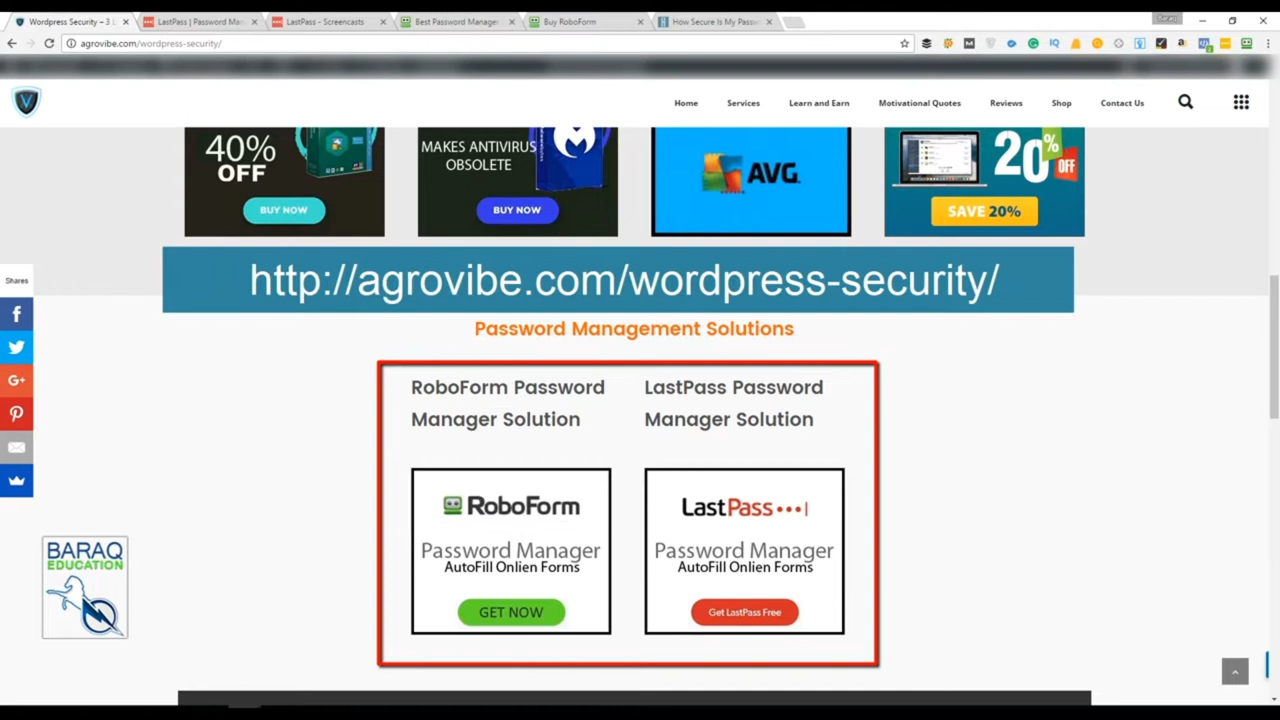 Wordpress Security – 3 L
LastPass | Password Man
LastPass - Screencasts
Best Password Manager
Buy RoboForm
How Secure Is My Passw
Baraq
agrovibe.com/wordpress-security/
Home
Services
Learn and Earn
Motivational Quotes
Reviews
Shop
Contact Us
40%
OFF
BUY NOW
MAKES ANTIVIRUS
OBSOLETE
BUY NOW
AVG.
20%
OFF
SAVE 20%
http://agrovibe.com/wordpress-security/
Shares
Password Management Solutions
RoboForm Password
Manager Solution
LastPass Password
Manager Solution
RoboForm
Password Manager
AutoFill Onlien Forms
GET NOW
LastPass
Password Manager
AutoFill Onlien Forms
Get LastPass Free
BARAQ
EDUCATION